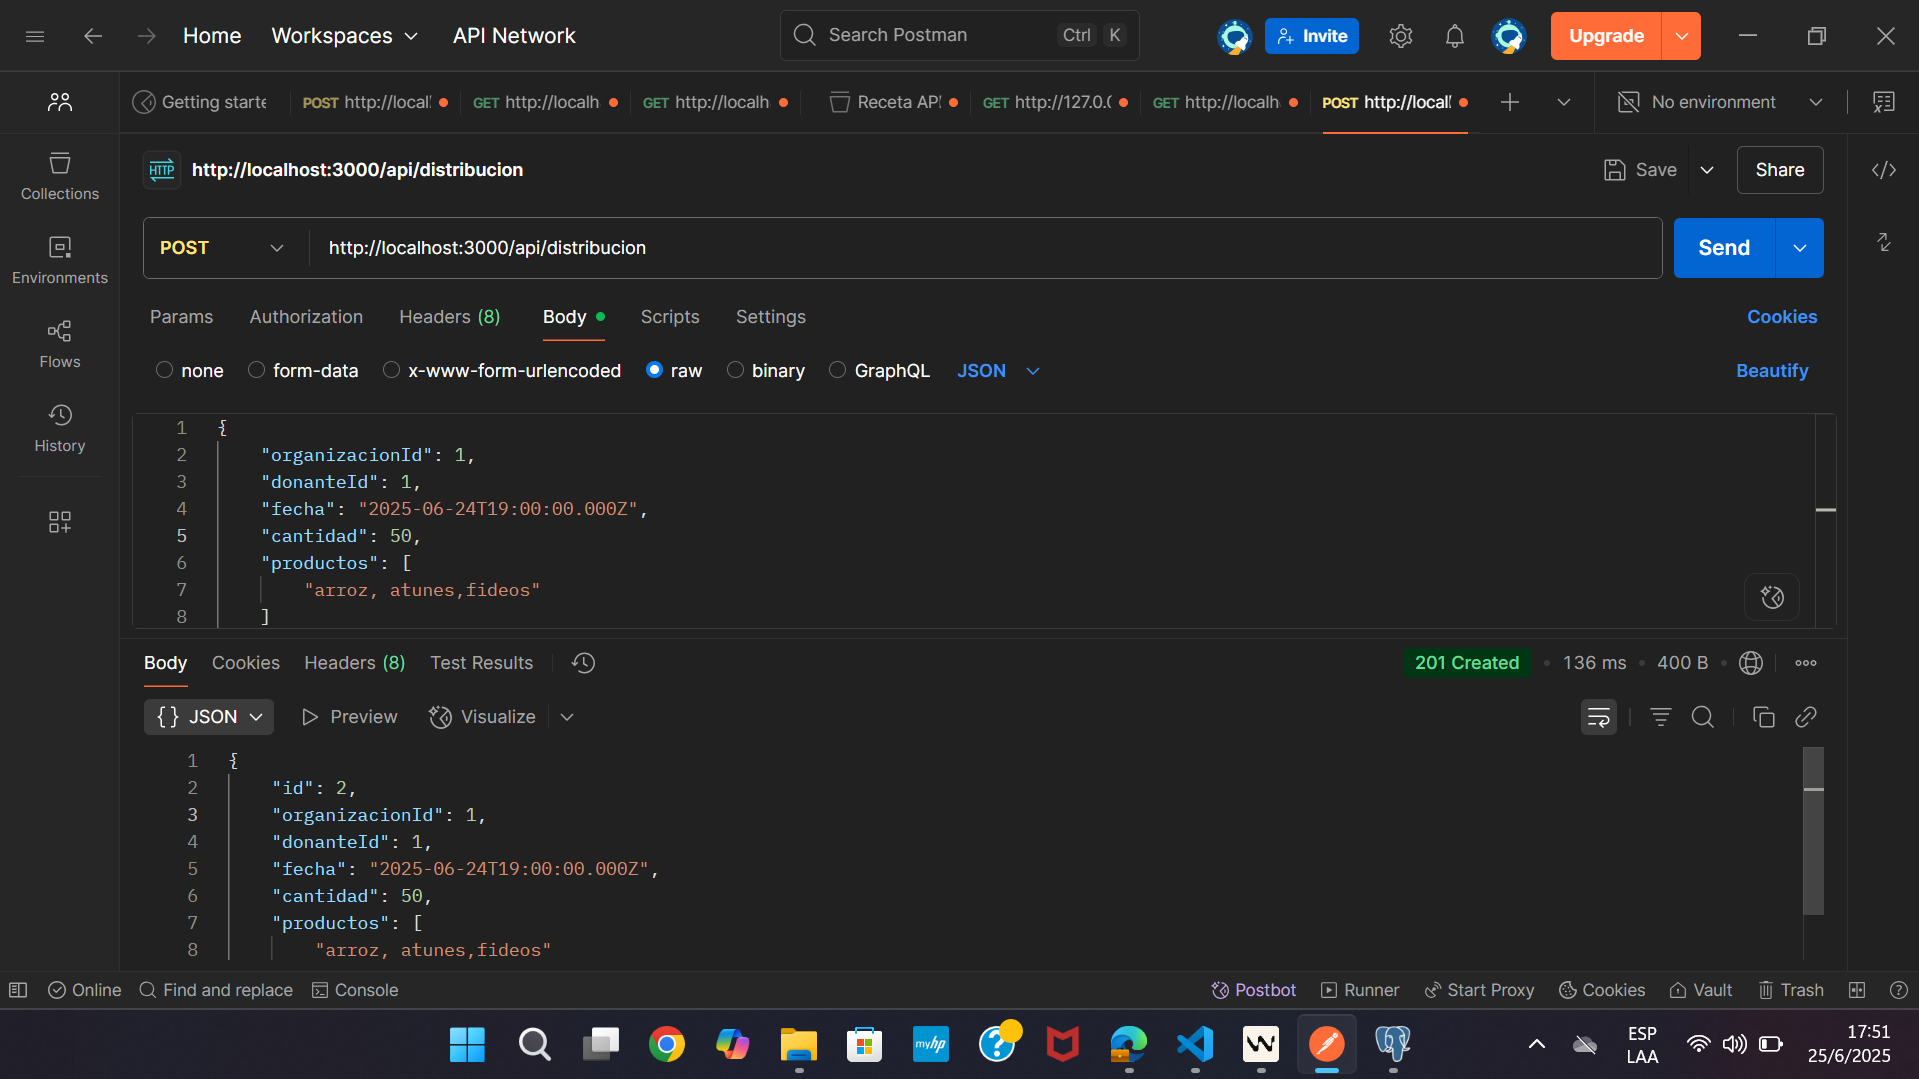 Home Workspaces API Network Search Postman Ctrl K Invite Upgrade
Getting starte POST http://local GET http://localh GET http://localh Receta API GET http://127.0.0 GET http://localh POST http://local No environment
HTTP http://localhost:3000/api/distribucion Save Share
POST http://localhost:3000/api/distribucion Send
Params Authorization Headers (8) Body Scripts Settings Cookies
none form-data x-www-form-urlencoded raw binary GraphQL JSON Beautify
Collections
Environments
Flows
History
1 {
2 "organizacionId": 1,
3 "donanteId": 1,
4 "fecha": "2025-06-24T19:00:00.000Z",
5 "cantidad": 50,
6 "productos": [
7 "arroz, atunes,fideos"
8 ]
Body Cookies Headers (8) Test Results 201 Created • 136 ms • 400 B
{} JSON Preview Visualize
1 {
2 "id": 2,
3 "organizacionId": 1,
4 "donanteId": 1,
5 "fecha": "2025-06-24T19:00:00.000Z",
6 "cantidad": 50,
7 "productos": [
8 "arroz, atunes,fideos"
Online Find and replace Console Postbot Runner Start Proxy Cookies Vault Trash
myhp
ESP
LAA
17:51
25/6/2025